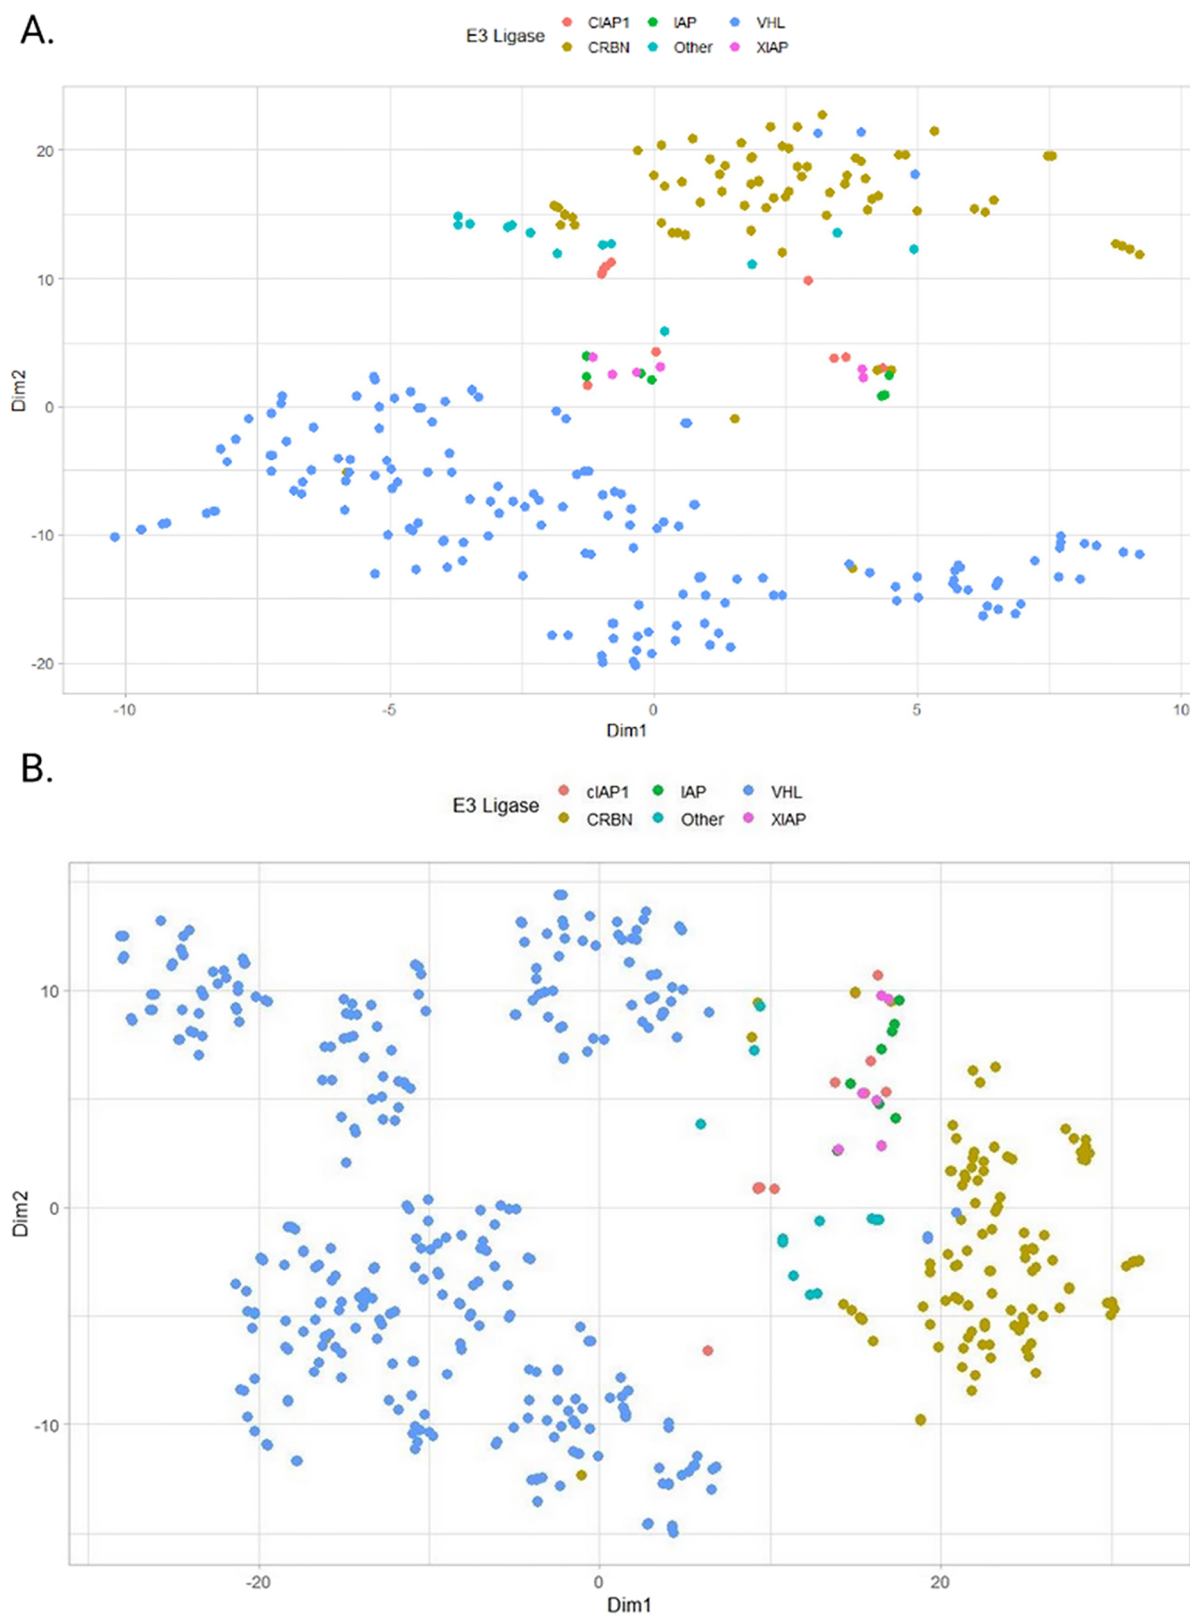 A.
E3 Ligase
CIAP1 IAP VHL
CRBN Other XIAP
20
10
0
-10
-20
Dim2
-10 -5 0 5 10
Dim1
B.
E3 Ligase
cIAP1 IAP VHL
CRBN Other XIAP
10
0
-10
Dim2
-20 0 20
Dim1